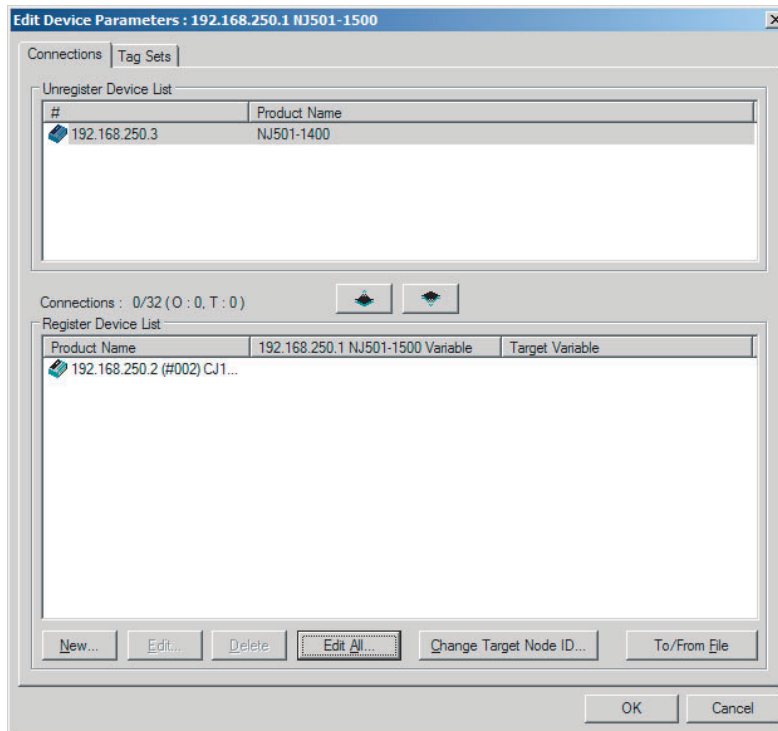 Edit Device Parameters : 192.168.250.1 NJ501-1500
Connections Tag Sets
Unregister Device List
# Product Name
192.168.250.3 NJ501-1400
Connections : 0/32 ( O : 0, T : 0 )
Register Device List
Product Name 192.168.250.1 NJ501-1500 Variable Target Variable
192.168.250.2 (#002) CJ1...
New... Edit... Delete Edit All... Change Target Node ID... To/From File
OK Cancel